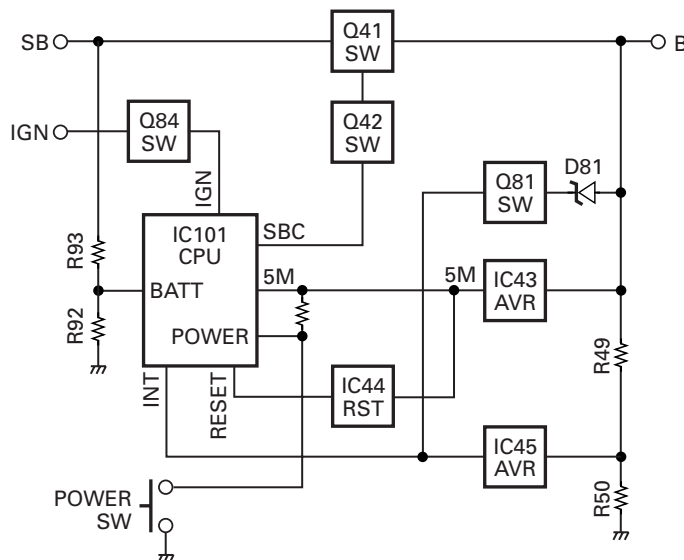 SB
Q41
SW
B
IGN
Q84
SW
Q42
SW
IGN
Q81
SW
D81
R93
IC101
CPU
SBC
5M
5M
IC43
AVR
BATT
R92
POWER
R49
INT
RESET
IC44
RST
IC45
AVR
R50
POWER
SW